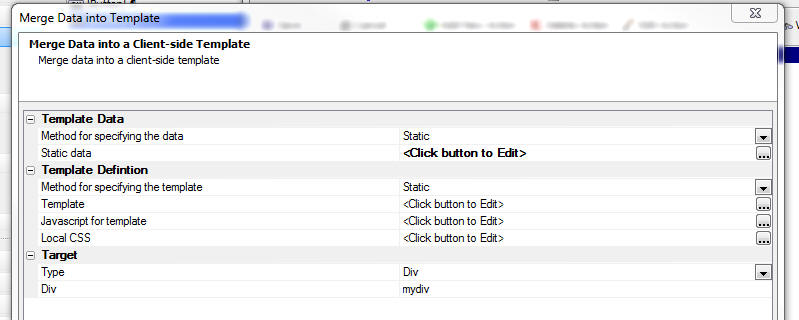 Merge Data into Template
Merge Data into a Client-side Template
Merge data into a client-side template
Template Data
Method for specifying the data Static
Static data <Click button to Edit> ...
Template Defintion
Method for specifying the template Static
Template <Click button to Edit> ...
Javascript for template <Click button to Edit> ...
Local CSS <Click button to Edit> ...
Target
Type Div
Div mydiv